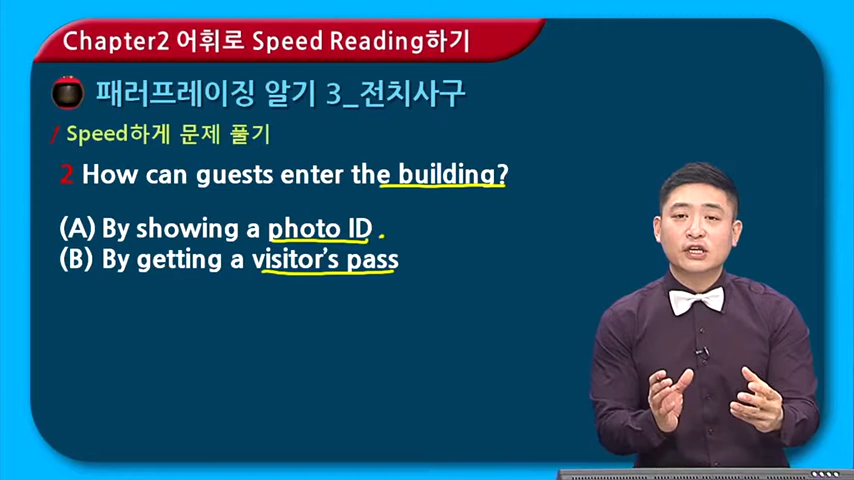 Chapter2 어휘로 Speed Reading하기
패러프레이징 알기 3_전치사구
/ Speed하게 문제 풀기
2 How can guests enter the building?
(A) By showing a photo ID
(B) By getting a visitor's pass